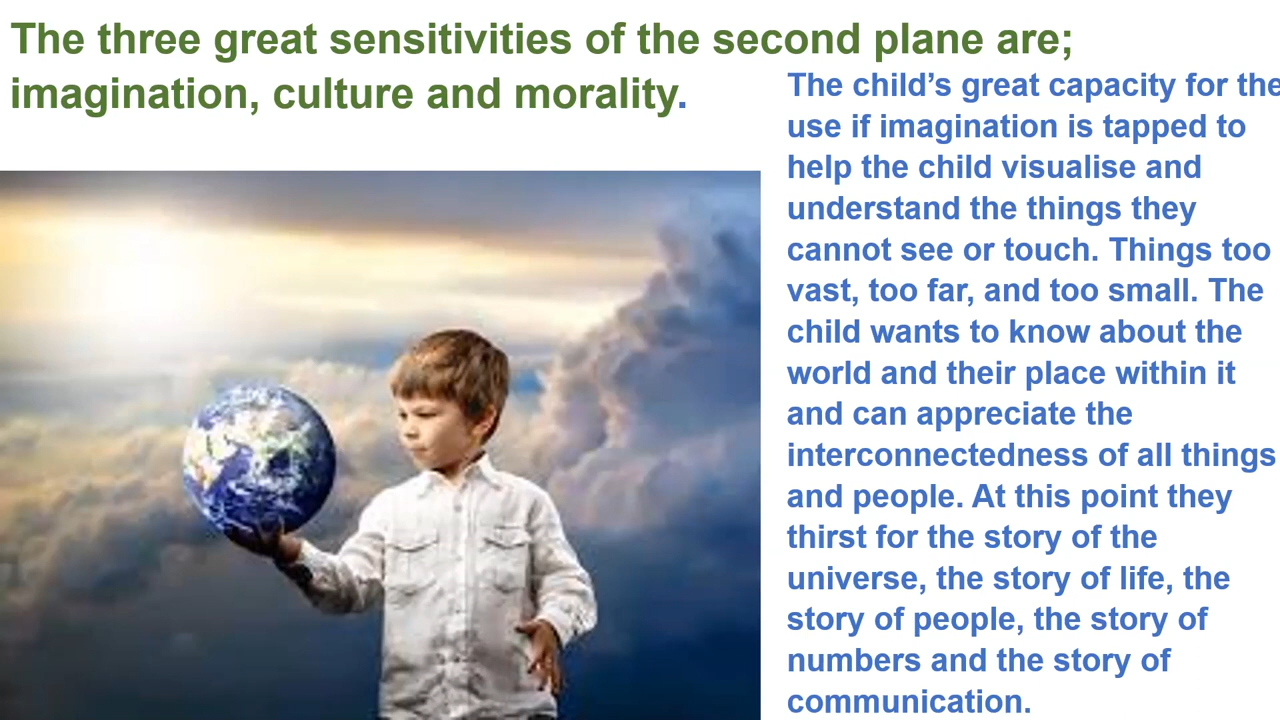 The three great sensitivities of the second plane are;
imagination, culture and morality.
The child’s great capacity for the
use if imagination is tapped to
help the child visualise and
understand the things they
cannot see or touch. Things too
vast, too far, and too small. The
child wants to know about the
world and their place within it
and can appreciate the
interconnectedness of all things
and people. At this point they
thirst for the story of the
universe, the story of life, the
story of people, the story of
numbers and the story of
communication.